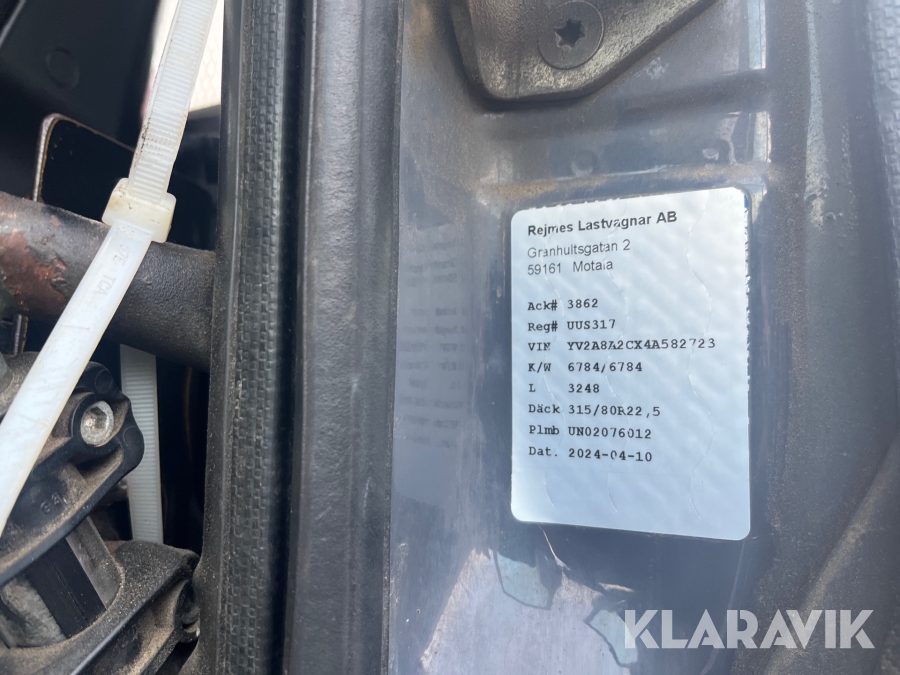 Rejmes Lastvagnar AB
Granhultsgatan 2
59161 Motala
Ack# 3862
Reg# UUS317
VIN YV2A8A2CX4A582723
K/W 6784/6784
L 3248
Däck 315/80R22,5
Plmb UN02076012
Dat. 2024-04-10
KLARAVIK